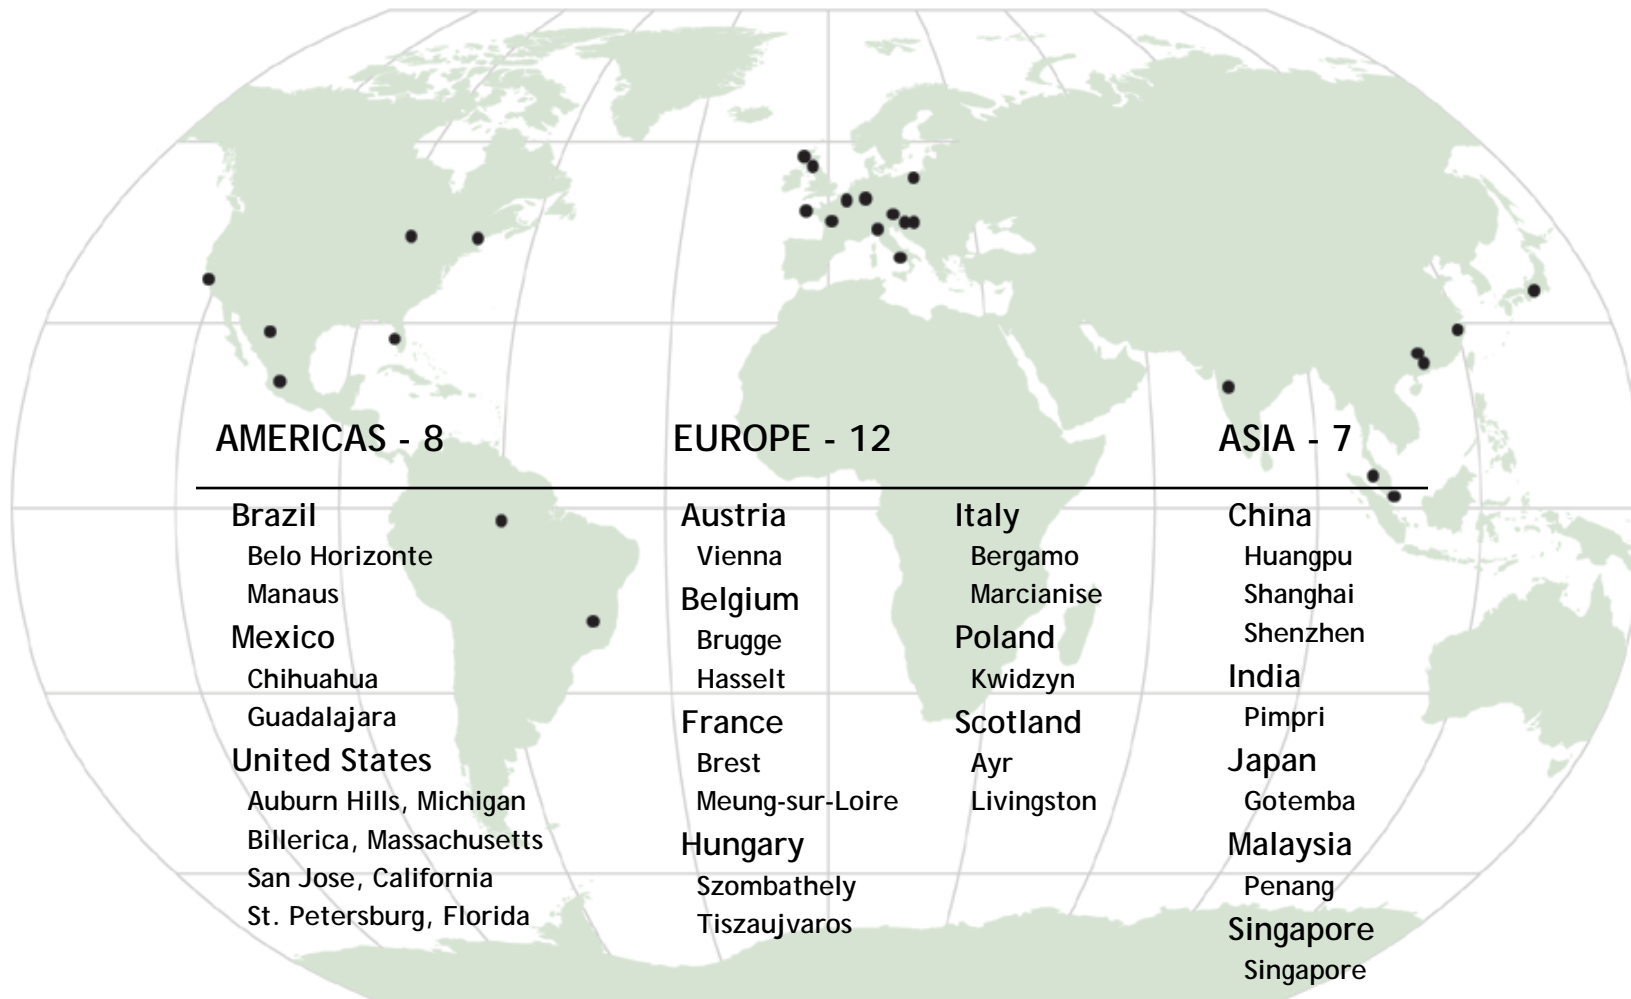 AMERICAS - 8
Brazil
Belo Horizonte
Manaus
Mexico
Chihuahua
Guadalajara
United States
Auburn Hills, Michigan
Billerica, Massachusetts
San Jose, California
St. Petersburg, Florida
EUROPE - 12
Austria
Vienna
Belgium
Brugge
Hasselt
France
Brest
Meung-sur-Loire
Hungary
Szombathely
Tiszaujvaros
Italy
Bergamo
Marcianise
Poland
Kwidzyn
Scotland
Ayr
Livingston
ASIA - 7
China
Huangpu
Shanghai
Shenzhen
India
Pimpri
Japan
Gotemba
Malaysia
Penang
Singapore
Singapore